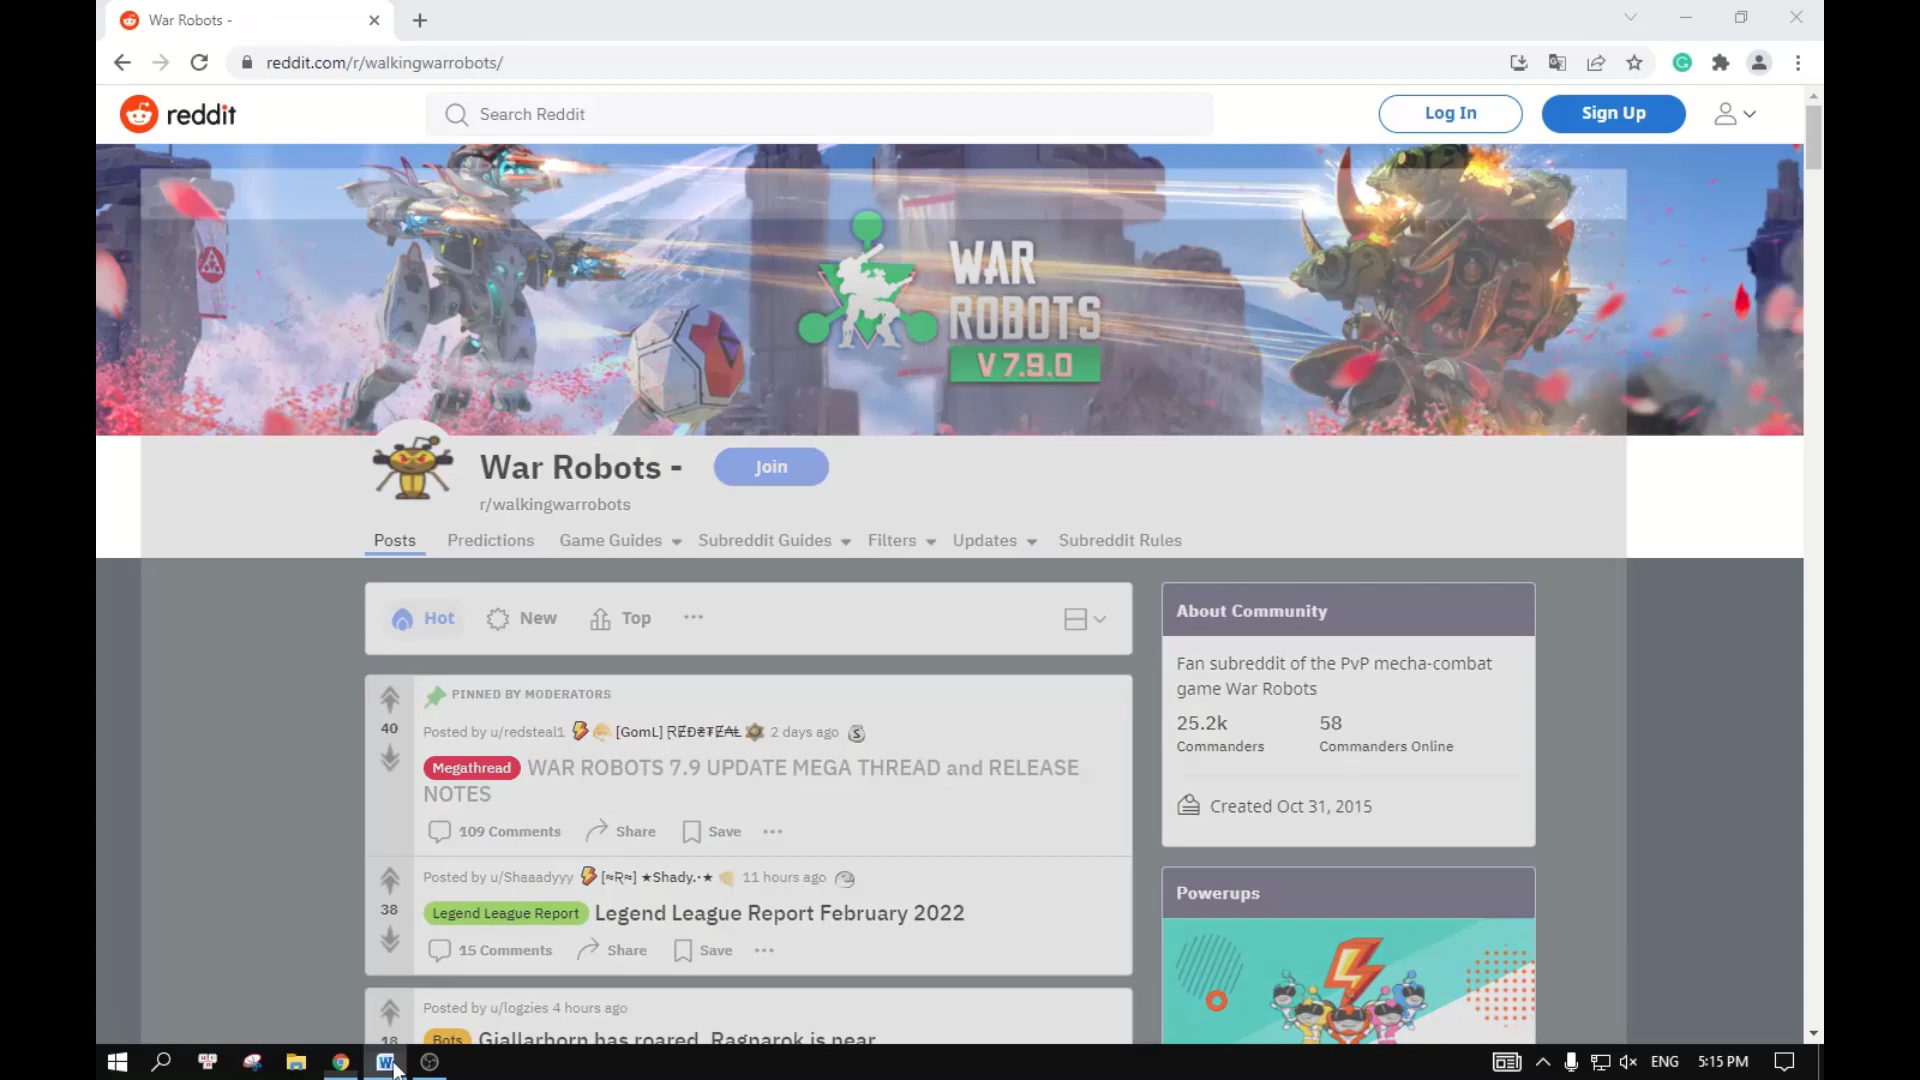 War Robots -
reddit.com/r/walkingwarrobots/
reddit
Search Reddit
Log In
Sign Up
WAR
ROBOTS
V 7.9.0
War Robots -
Join
r/walkingwarrobots
Posts Predictions Game Guides Subreddit Guides Filters Updates Subreddit Rules
Hot New Top ...
PINNED BY MODERATORS
40
Posted by u/redsteal1 [GomL] ɌɆĐ₴₮ɆȺⱠ 2 days ago
Megathread WAR ROBOTS 7.9 UPDATE MEGA THREAD and RELEASE
NOTES
109 Comments Share Save ...
Posted by u/Shaaadyyy [≈R≈] ★Shady.·★ 11 hours ago
38
Legend League Report Legend League Report February 2022
15 Comments Share Save ...
Posted by u/logzies 4 hours ago
18
Bots Gjallarhorn has roared, Ragnarok is near
About Community
Fan subreddit of the PvP mecha-combat
game War Robots
25.2k 58
Commanders Commanders Online
Created Oct 31, 2015
Powerups
ENG 5:15 PM